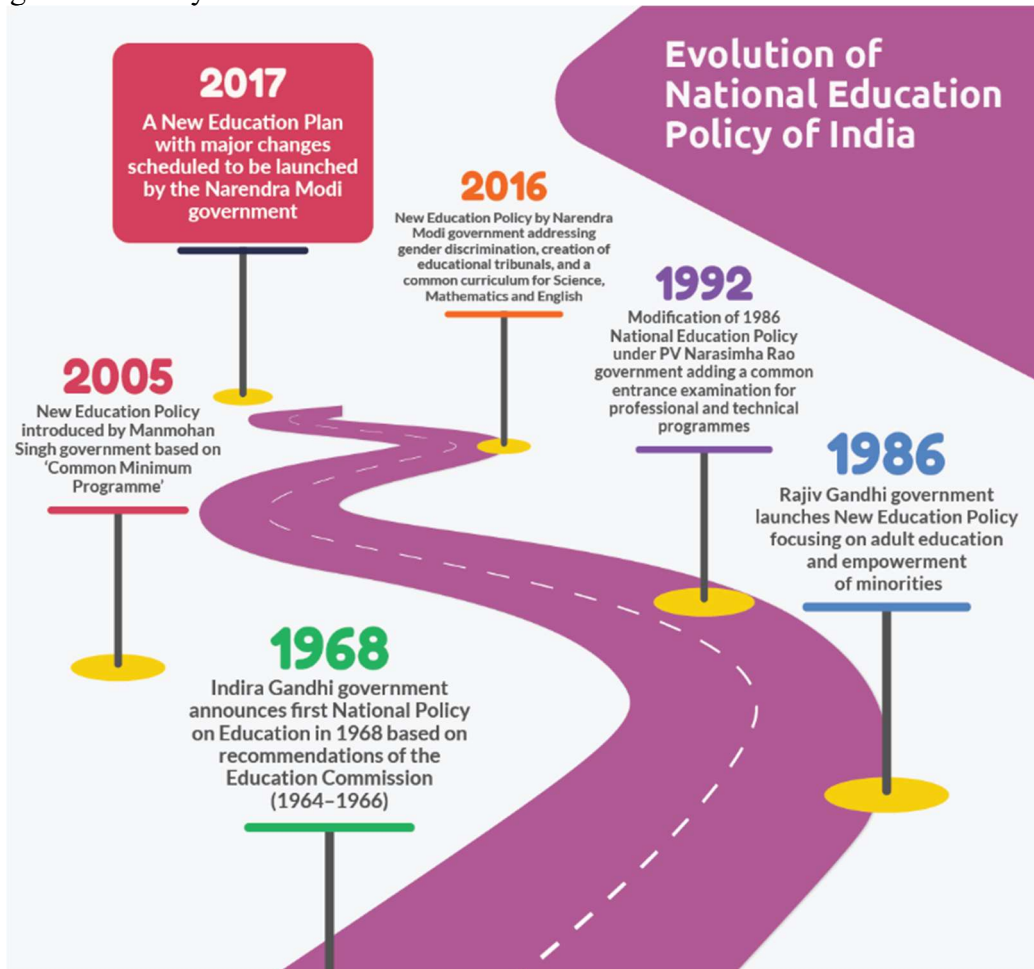 Evolution of
National Education
Policy of India
2017
A New Education Plan
with major changes
scheduled to be launched
by the Narendra Modi
government
2016
New Education Policy by Narendra
Modi government addressing
gender discrimination, creation of
educational tribunals, and a
common curriculum for Science,
Mathematics and English
1992
Modification of 1986
National Education Policy
under PV Narasimha Rao
government adding a common
entrance examination for
professional and technical
programmes
2005
New Education Policy
introduced by Manmohan
Singh government based on
‘Common Minimum
Programme’
1986
Rajiv Gandhi government
launches New Education Policy
focusing on adult education
and empowerment
of minorities
1968
Indira Gandhi government
announces first National Policy
on Education in 1968 based on
recommendations of the
Education Commission
(1964–1966)